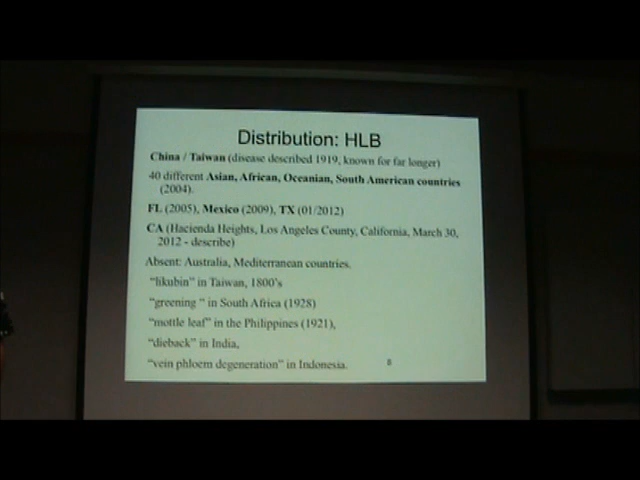 Distribution: HLB
China / Taiwan (disease described 1919, known for far longer)
40 different Asian, African, Oceanian, South American countries
(2004).
FL (2005), Mexico (2009), TX (01/2012)
CA (Hacienda Heights, Los Angeles County, California, March 30,
2012 - describe)
Absent: Australia, Mediterranean countries.
"likubin" in Taiwan, 1800's
"greening " in South Africa (1928)
"mottle leaf" in the Philippines (1921),
"dieback" in India,
"vein phloem degeneration" in Indonesia.
8